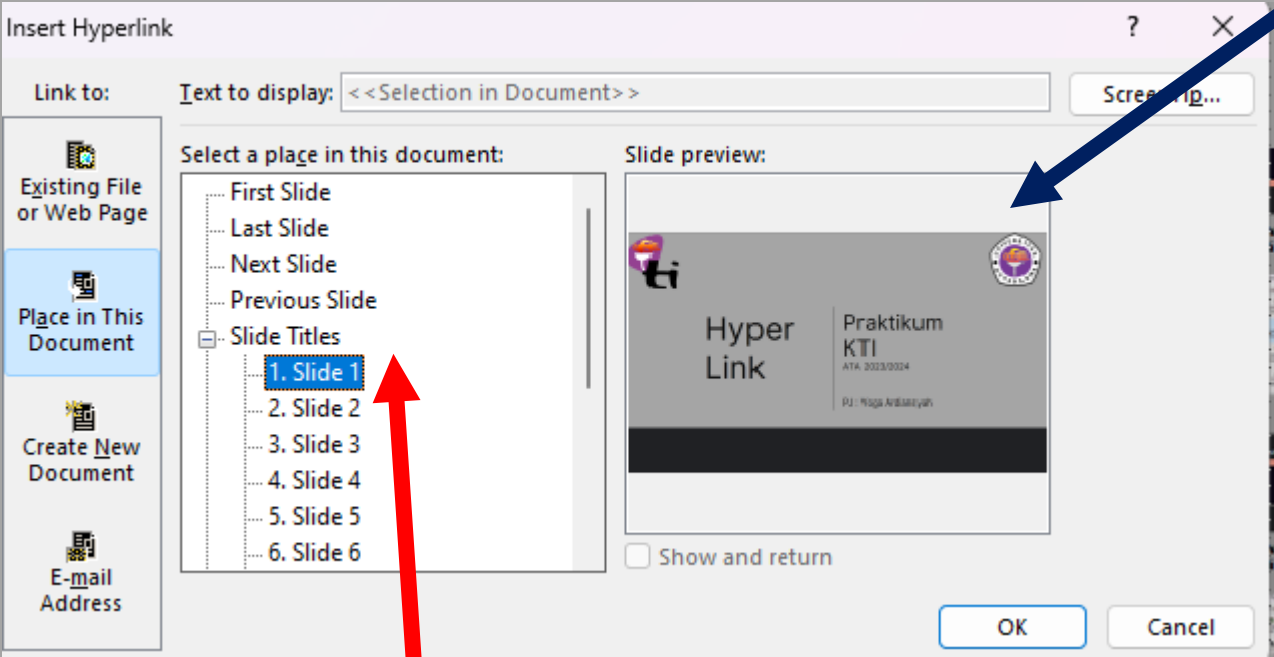 Insert Hyperlink
?
Link to:
Text to display:
<<Selection in Document>>
Existing File
or Web Page
Place in This
Document
Create New
Document
E-mail
Address
Select a place in this document:
First Slide
Last Slide
Next Slide
Previous Slide
Slide Titles
1. Slide 1
2. Slide 2
3. Slide 3
4. Slide 4
5. Slide 5
6. Slide 6
Slide preview:
ti
Hyper
Link
Praktikum
KTI
ATA 2023/2024
PJ : Yoga Ardiansyah
Show and return
OK
Cancel